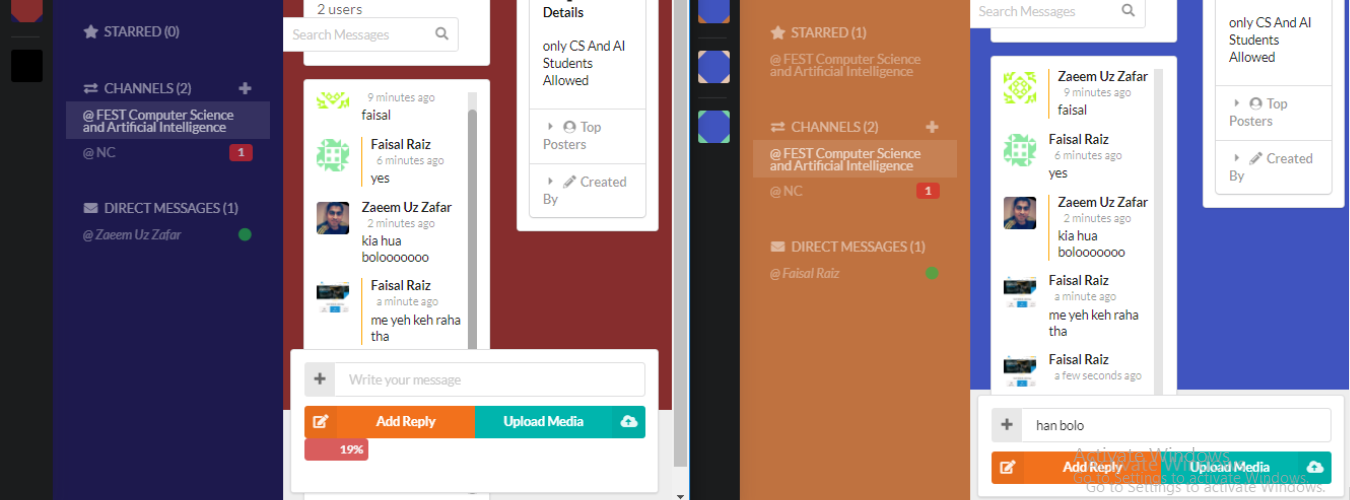 2 users
Search Messages
STARRED (0)
CHANNELS (2)
@ FEST Computer Science
and Artificial Intelligence
@ NC
1
DIRECT MESSAGES (1)
@ Zaeem Uz Zafar
9 minutes ago
faisal
Faisal Raiz
6 minutes ago
yes
Zaeem Uz Zafar
2 minutes ago
kia hua
bolooooooo
Faisal Raiz
a minute ago
me yeh keh raha
tha
Details
only CS And AI
Students
Allowed
Top
Posters
Created
By
Write your message
Add Reply
Upload Media
19%
Search Messages
STARRED (1)
@ FEST Computer Science
and Artificial Intelligence
CHANNELS (2)
@ FEST Computer Science
and Artificial Intelligence
@ NC
1
DIRECT MESSAGES (1)
@ Faisal Raiz
Zaeem Uz Zafar
9 minutes ago
faisal
Faisal Raiz
6 minutes ago
yes
Zaeem Uz Zafar
2 minutes ago
kia hua
bolooooooo
Faisal Raiz
a minute ago
me yeh keh raha
tha
Faisal Raiz
a few seconds ago
only CS And AI
Students
Allowed
Top
Posters
Created
By
han bolo
Add Reply
Upload Media
Activate Windows
Activate Windows
Go to Settings to activate Windows.
Go to Settings to activate Windows.